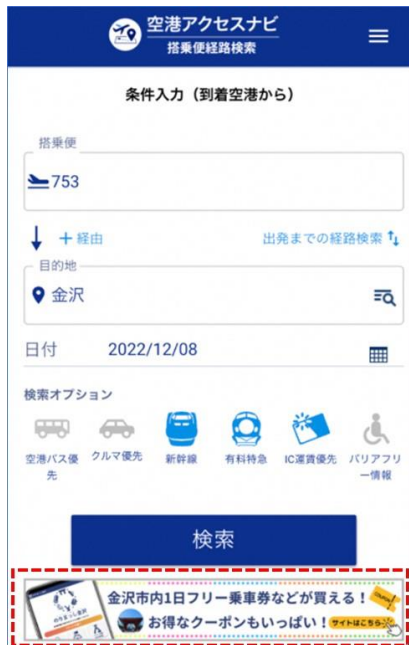 空港アクセスナビ
搭乗便経路検索
条件入力（到着空港から）
搭乗便
753
＋経由
出発までの経路検索
目的地
金沢
日付 2022/12/08
検索オプション
空港バス優先
クルマ優先
新幹線
有料特急
IC運賃優先
バリアフリー情報
検索
金沢市内1日フリー乗車券などが買える！
お得なクーポンもいっぱい！
サイトはこちら
COUPON